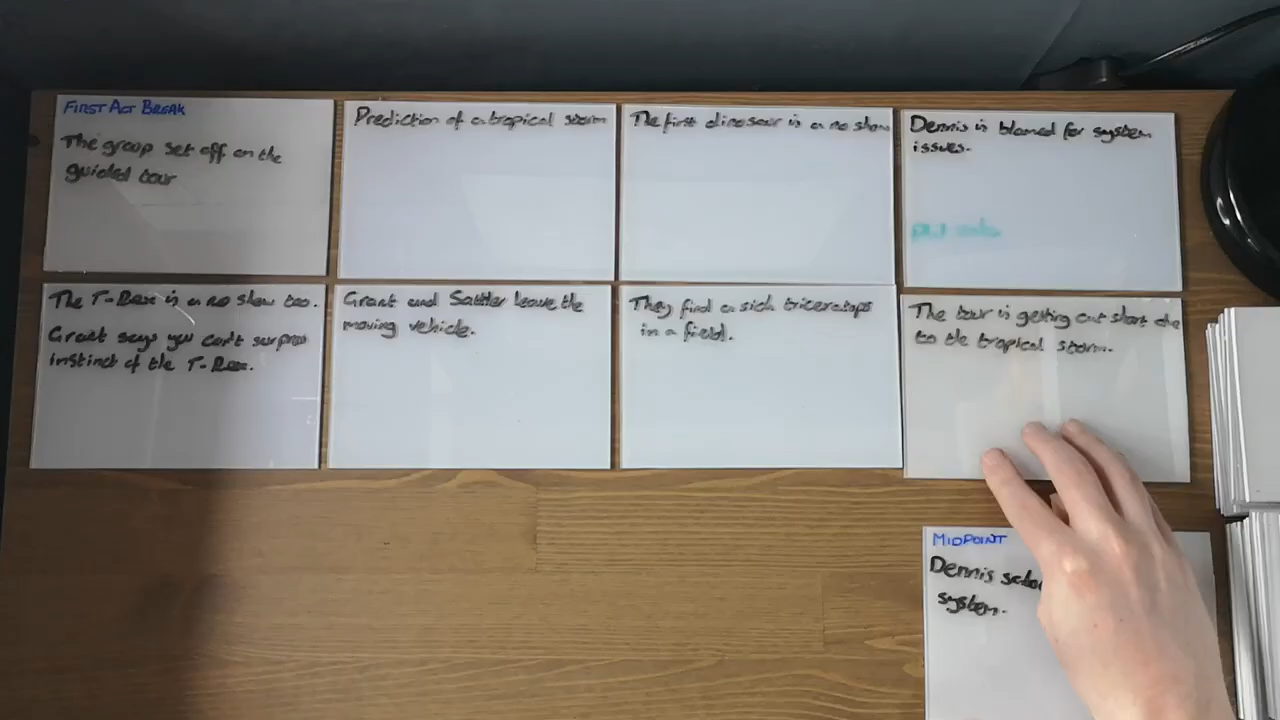 FIRST ACT BREAK
The group set off on the
guided tour
Prediction of a tropical storm
The first dinosaur is a no show
Dennis is blamed for system
issues.
The T-Rex is a no show too.
Grant says you can't surpress
instinct of the T-Rex.
Grant and Sattler leave the
moving vehicle.
They find a sick triceratops
in a field.
The tour is getting cut short due
to the tropical storm.
MIDPOINT
Dennis
system.